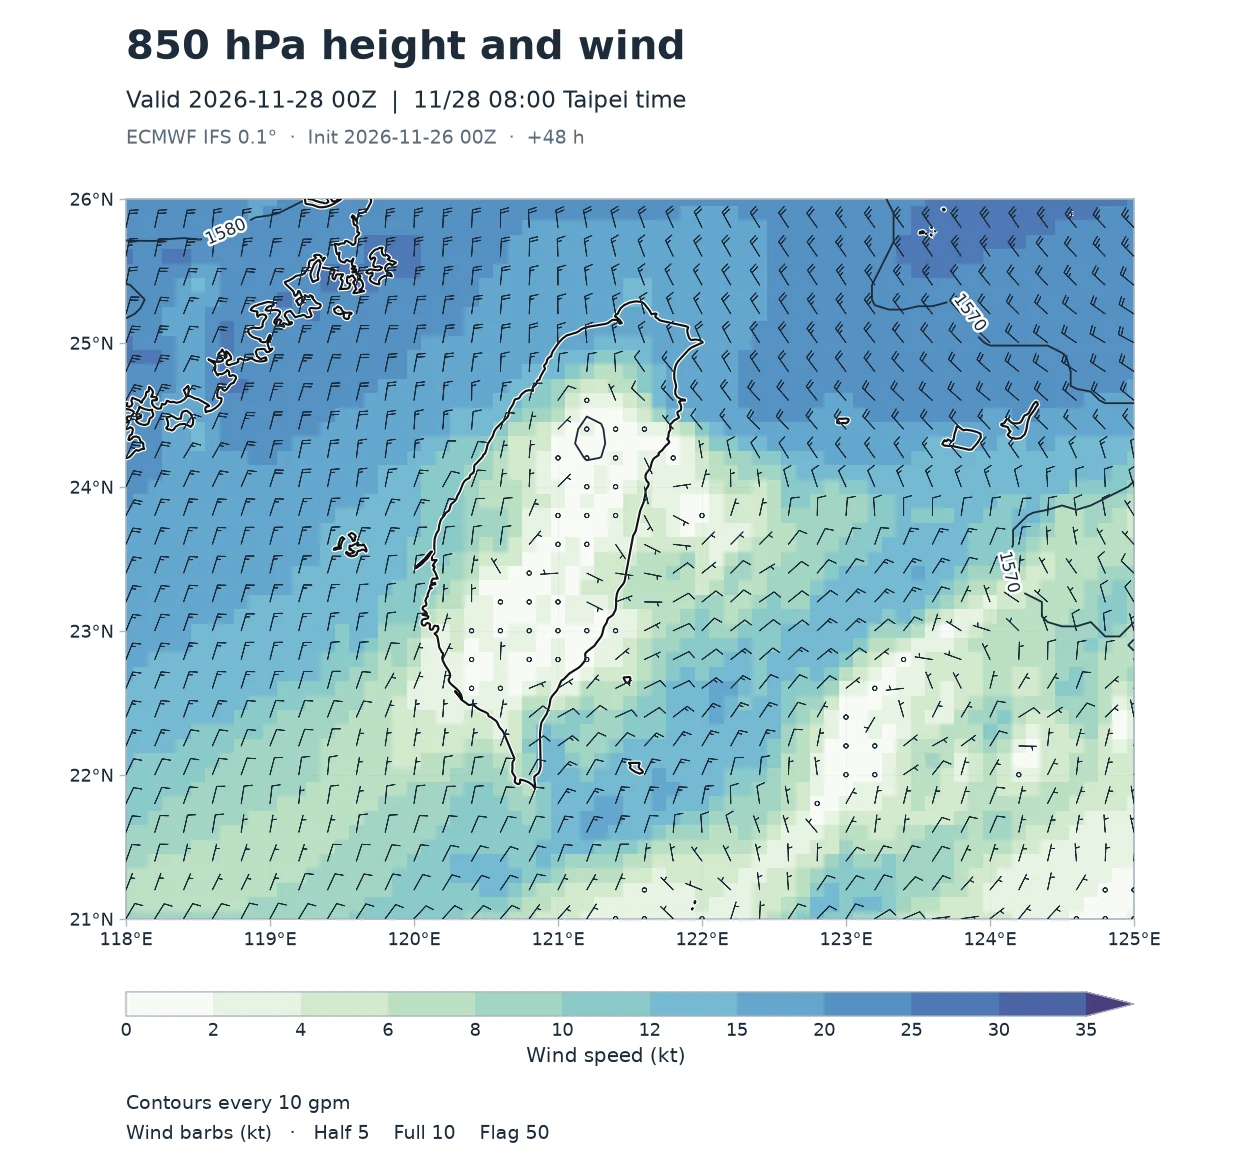 850 hPa height and wind
Valid 2026-11-28 00Z | 11/28 08:00 Taipei time
ECMWF IFS 0.1° · Init 2026-11-26 00Z · +48 h
26°N
1580
1570
25°N
24°N
1570
23°N
22°N
21°N
118°E 119°E 120°E 121°E 122°E 123°E 124°E 125°E
0 2 4 6 8 10 12 15 20 25 30 35
Wind speed (kt)
Contours every 10 gpm
Wind barbs (kt) · Half 5 Full 10 Flag 50